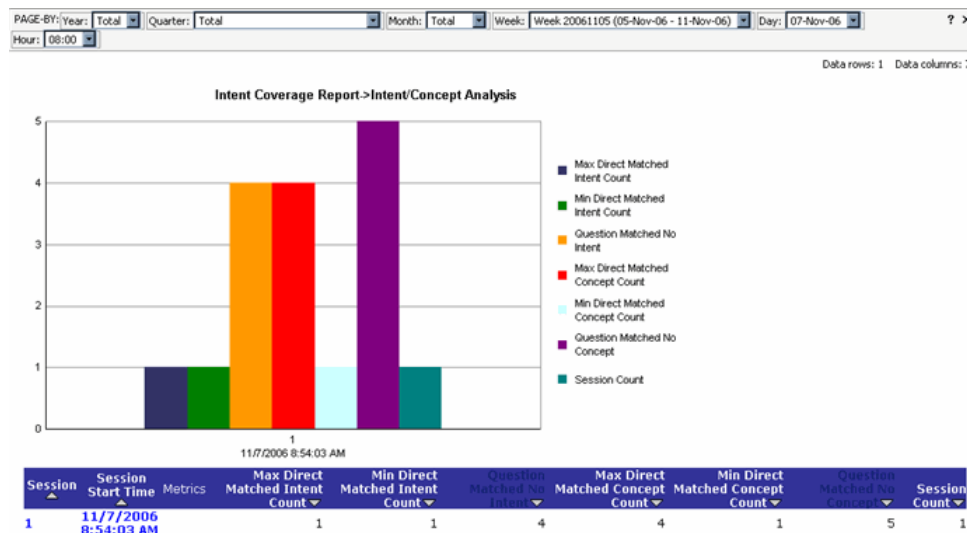 PAGE-BY: Year: Total Quarter: Total Month: Total Week: Week 20061105 (05-Nov-06 - 11-Nov-06) Day: 07-Nov-06 ? X
Hour: 08:00
Data rows: 1 Data columns: 7
Intent Coverage Report->Intent/Concept Analysis
5
4
3
2
1
0
1
11/7/2006 8:54:03 AM
Max Direct Matched
Intent Count
Min Direct Matched
Intent Count
Question Matched No
Intent
Max Direct Matched
Concept Count
Min Direct Matched
Concept Count
Question Matched No
Concept
Session Count
Session Session Start Time Metrics Max Direct Matched Intent Count Min Direct Matched Intent Count Question Matched No Intent Max Direct Matched Concept Count Min Direct Matched Concept Count Question Matched No Concept Session Count
1 11/7/2006 8:54:03 AM 1 1 4 4 1 5 1